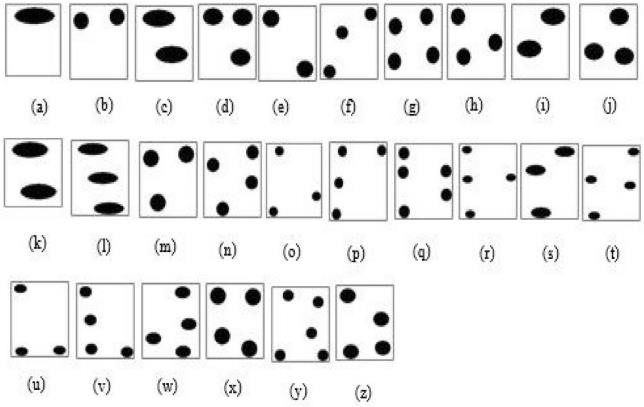 (a) (b) (c) (d) (e) (f) (g) (h) (i) (j)
(k) (l) (m) (n) (o) (p) (q) (r) (s) (t)
(u) (v) (w) (x) (y) (z)